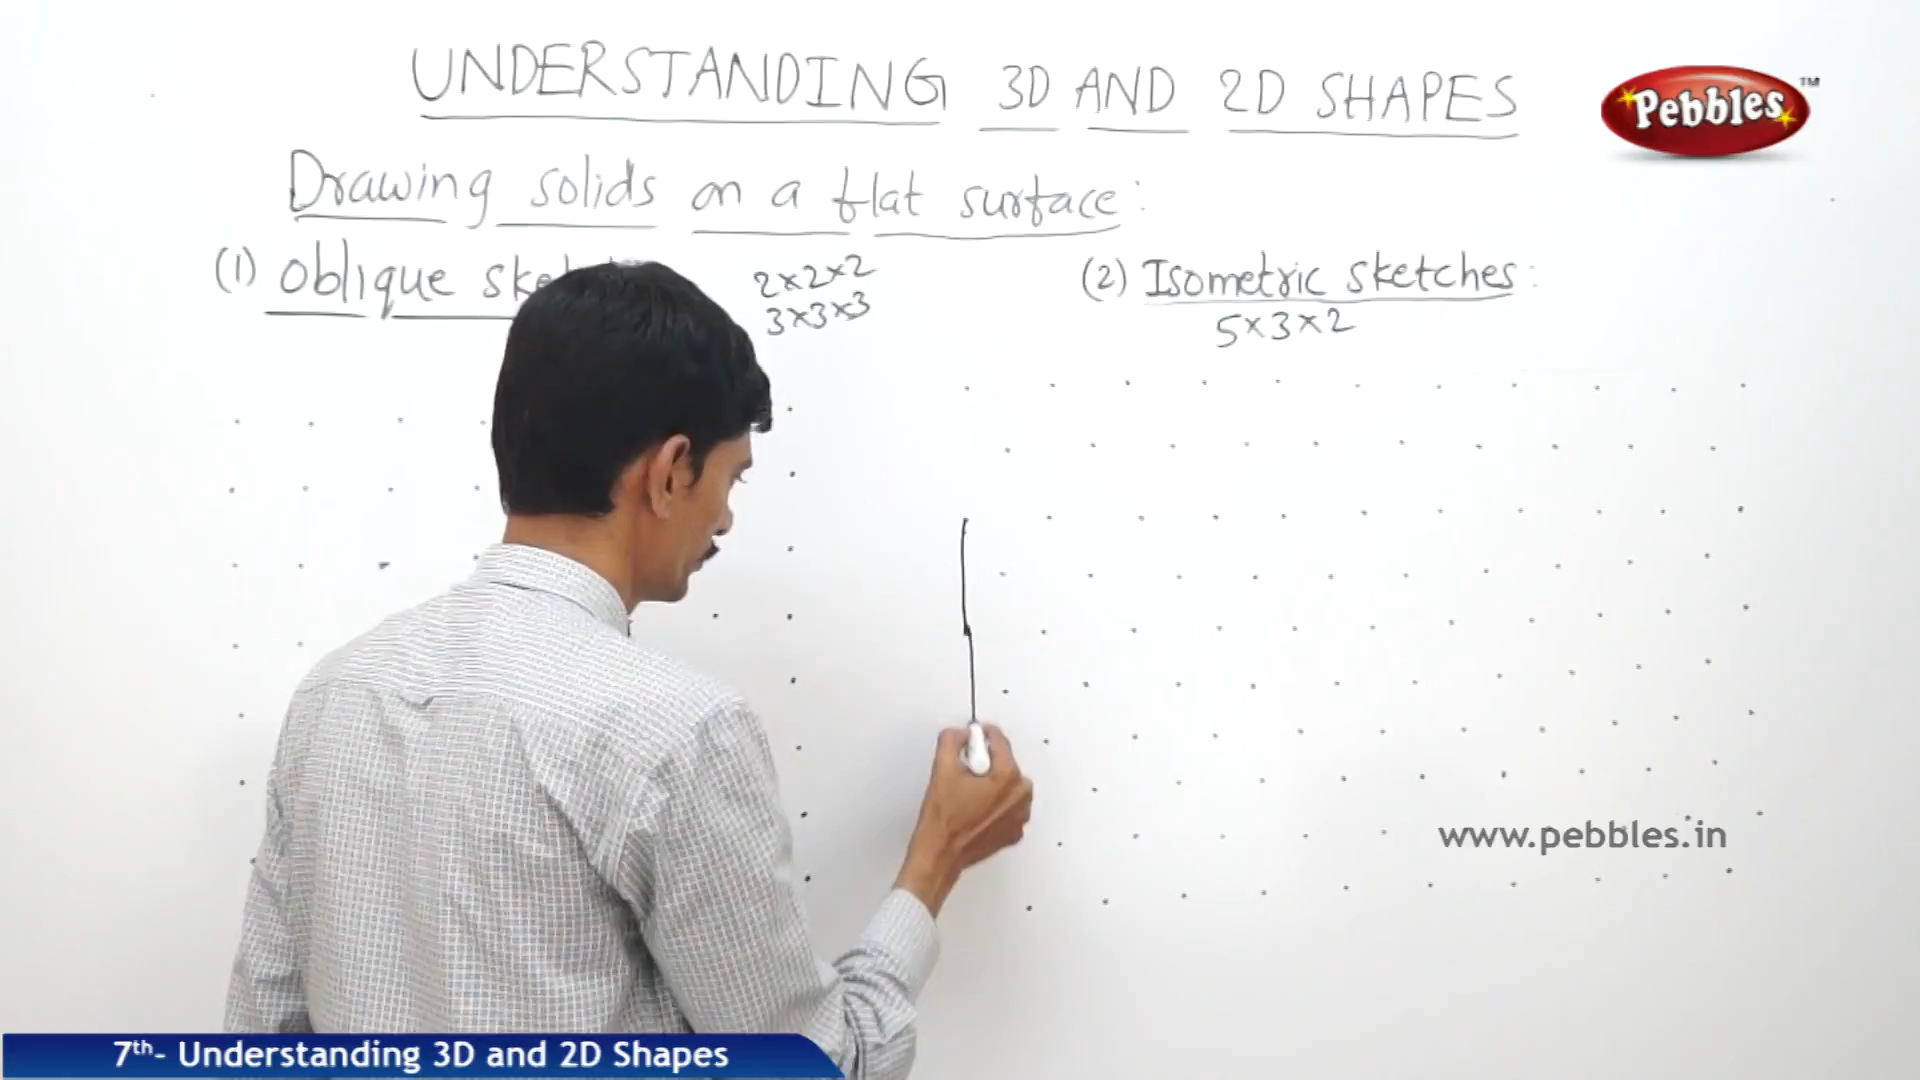 UNDERSTANDING 3D AND 2D SHAPES
Pebbles™
Drawing solids on a flat surface:
(1) Oblique
2×2×2
3×3×3
(2) Isometric sketches:
5×3×2
www.pebbles.in
7th- Understanding 3D and 2D Shapes